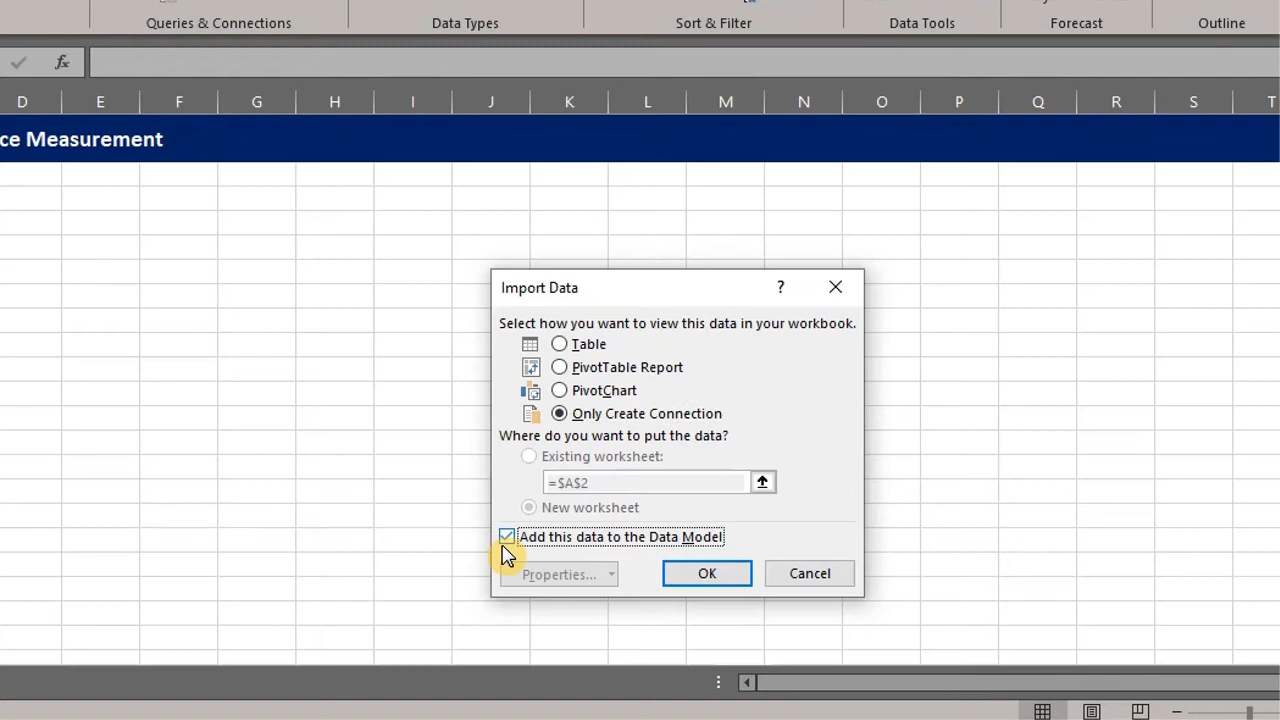 Queries & Connections Data Types Sort & Filter Data Tools Forecast Outline
fx
D E F G H I J K L M N O P Q R S T
ce Measurement
Import Data ?
Select how you want to view this data in your workbook.
Table
PivotTable Report
PivotChart
Only Create Connection
Where do you want to put the data?
Existing worksheet:
=$A$2
New worksheet
Add this data to the Data Model
Properties... OK Cancel